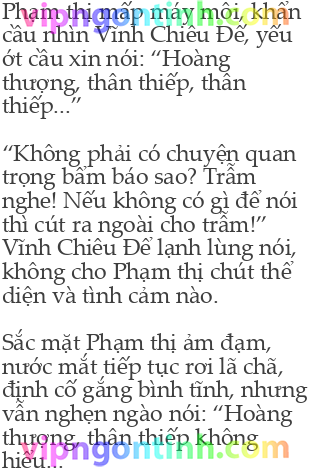 Phạm thị mấp máy môi, khẩn
cầu nhìn Vĩnh Chiêu Đế, yếu
ớt cầu xin nói: “Hoàng
thượng, thân thiếp, thân
thiếp...”
“Không phải có chuyện quan
trọng bẩm báo sao? Trẫm
nghe! Nếu không có gì để nói
thì cút ra ngoài cho trẫm!”
Vĩnh Chiêu Đế lạnh lùng nói,
không cho Phạm thị chút thể
diện và tình cảm nào.
Sắc mặt Phạm thị ảm đạm,
nước mắt tiếp tục rơi lã chã,
định cố gắng bình tĩnh, nhưng
vẫn nghẹn ngào nói: “Hoàng
thượng, thân thiếp không
hiểu...
vipngontinh.com
vipngontinh.com